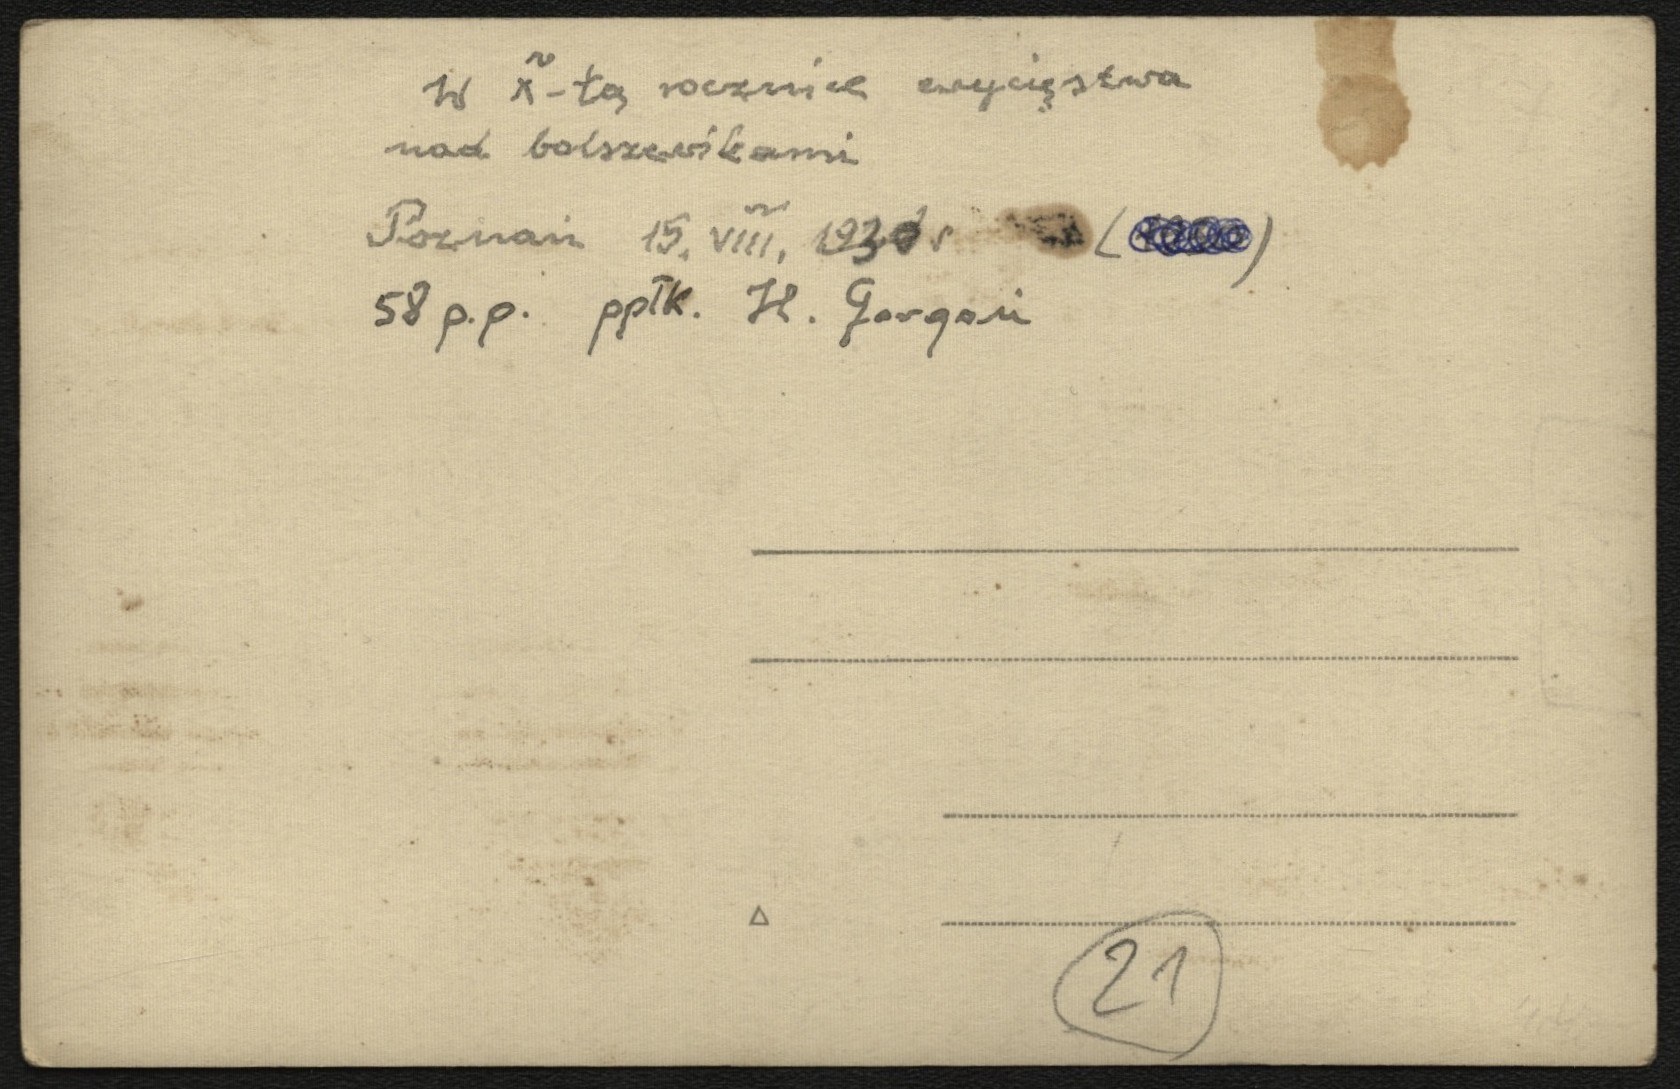 W X-tą rocznicę zwycięstwa
nad bolszewikami
Poznań 15. VIII. 1930 r ( )
58 p.p. ppłk. H. Gorgoń
21